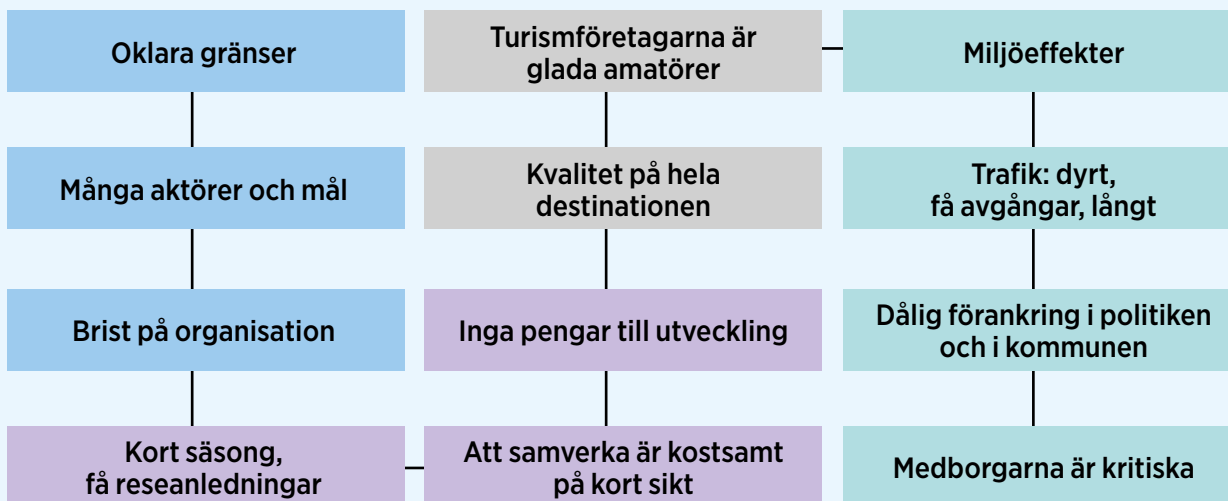 Oklara gränser
Många aktörer och mål
Brist på organisation
Kort säsong,
få reseanledningar
Att samverka är kostsamt
på kort sikt
Inga pengar till utveckling
Kvalitet på hela
destinationen
Turismföretagarna är
glada amatörer
Miljöeffekter
Trafik: dyrt,
få avgångar, långt
Dålig förankring i politiken
och i kommunen
Medborgarna är kritiska